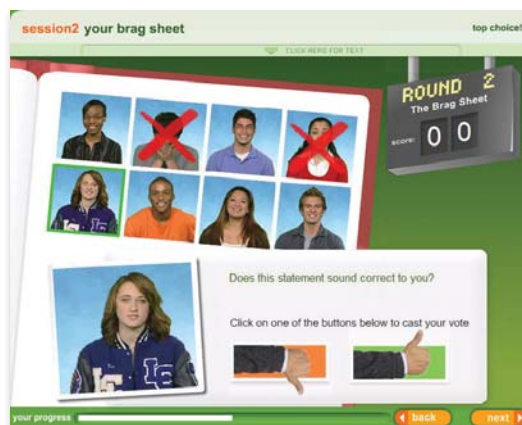 session2 your brag sheet
top choice!
CLICK HERE FOR TEXT
ROUND 2
The Brag Sheet
score: 0 0
Does this statement sound correct to you?
Click on one of the buttons below to cast your vote
your progress
back
next